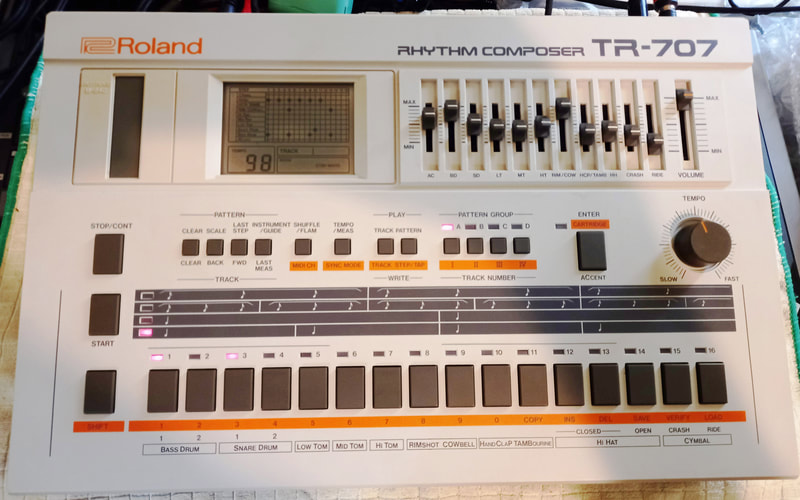 Roland
RHYTHM COMPOSER TR-707
MAX
MIN
AC BD SD LT MT HT RIM/COW HCP/TAMB HH CRASH RIDE
MAX
MIN
VOLUME
TEMPO
98
TRACK
STOP/CONT
PATTERN
CLEAR SCALE LAST STEP INSTRUMENT /GUIDE
CLEAR BACK FWD LAST MEAS
TRACK
SHUFFLE /FLAM
MIDI CH
TEMPO /MEAS
SYNC MODE
PLAY
TRACK PATTERN
TRACK STEP/TAP
WRITE
PATTERN GROUP
A B C D
I II III IV
TRACK NUMBER
ENTER
CARTRIDGE
ACCENT
TEMPO
SLOW FAST
START
1 2 3 4 5 6 7 8 9 10 11 12 13 14 15 16
SHIFT
1 2 3 4 5 6 7 8 9 0 COPY INS DEL SAVE VERIFY LOAD
1 2 1 2 CLOSED OPEN CRASH RIDE
BASS DRUM SNARE DRUM LOW TOM MID TOM HI TOM RIMSHOT COWBELL HAND CLAP TAMBOURINE HI HAT CYMBAL